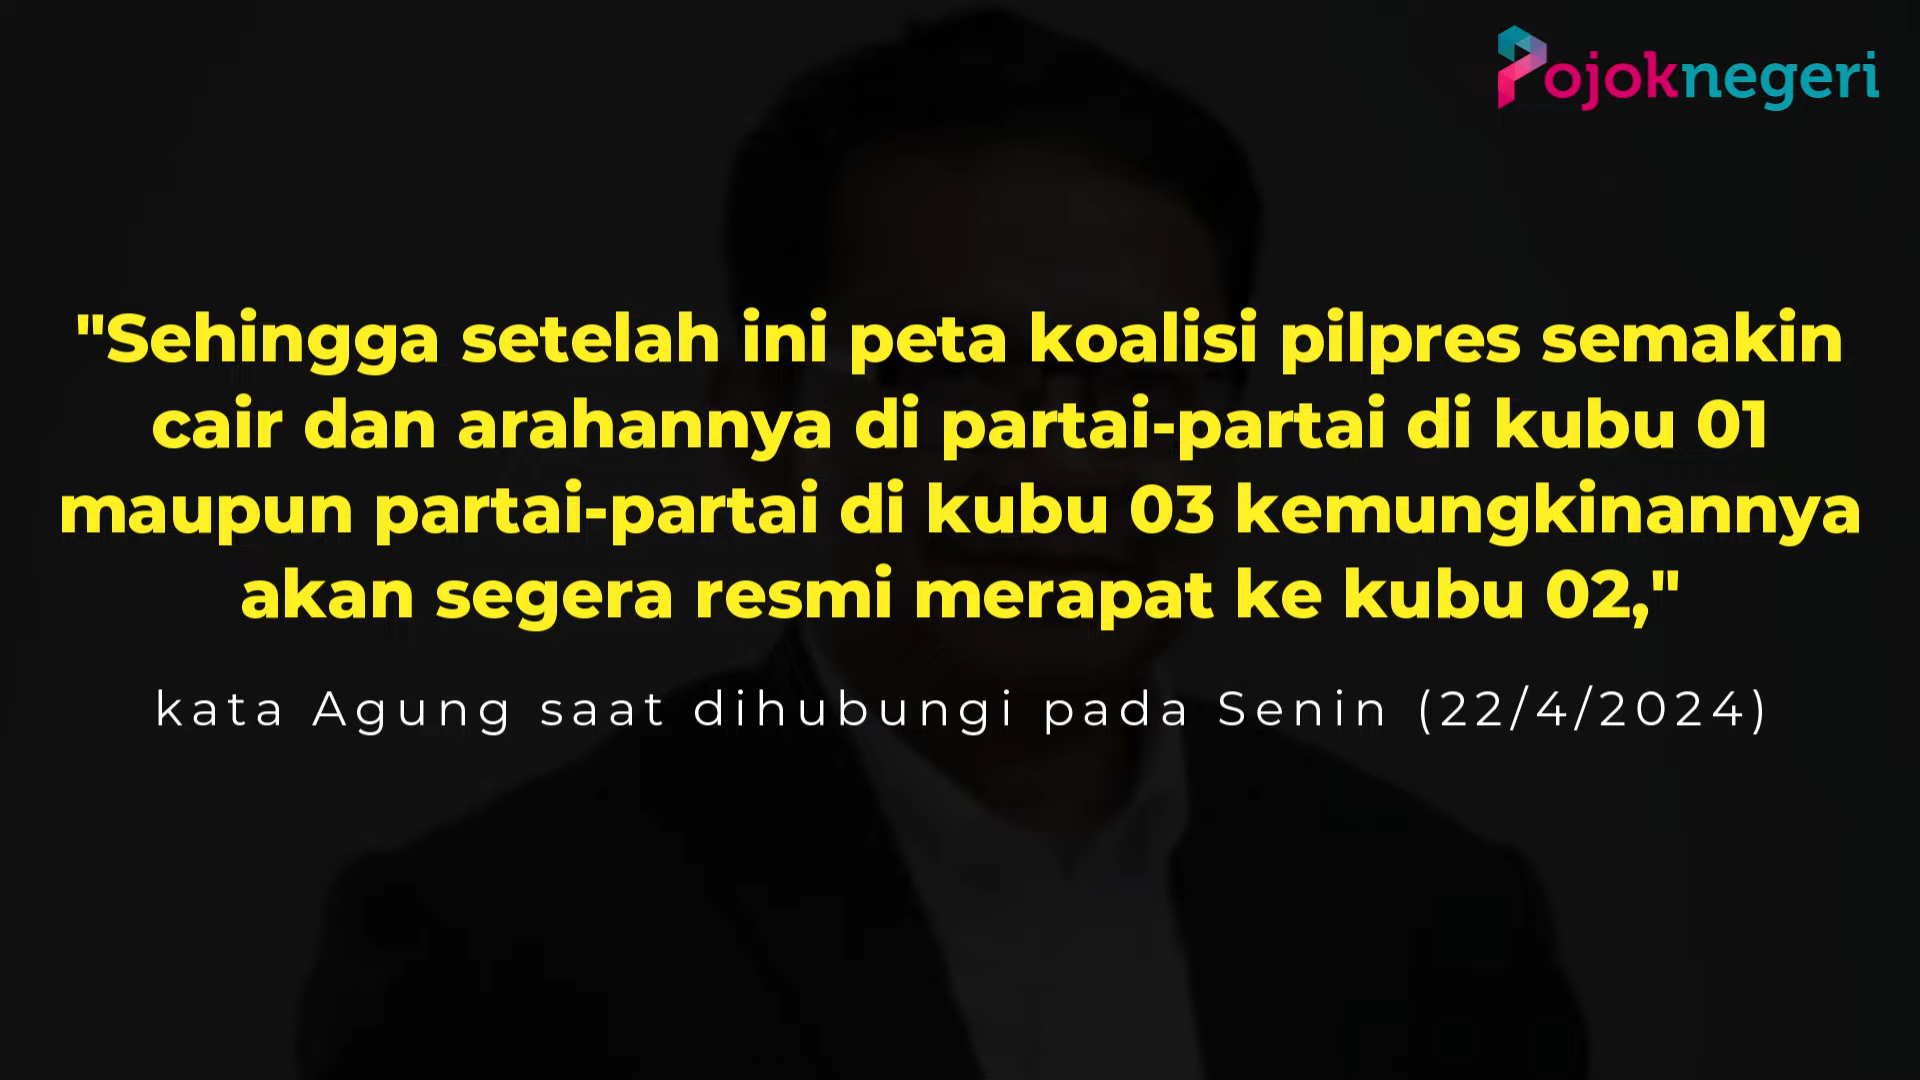 Pojoknegeri
"Sehingga setelah ini peta koalisi pilpres semakin
cair dan arahannya di partai-partai di kubu 01
maupun partai-partai di kubu 03 kemungkinannya
akan segera resmi merapat ke kubu 02,"
kata Agung saat dihubungi pada Senin (22/4/2024)